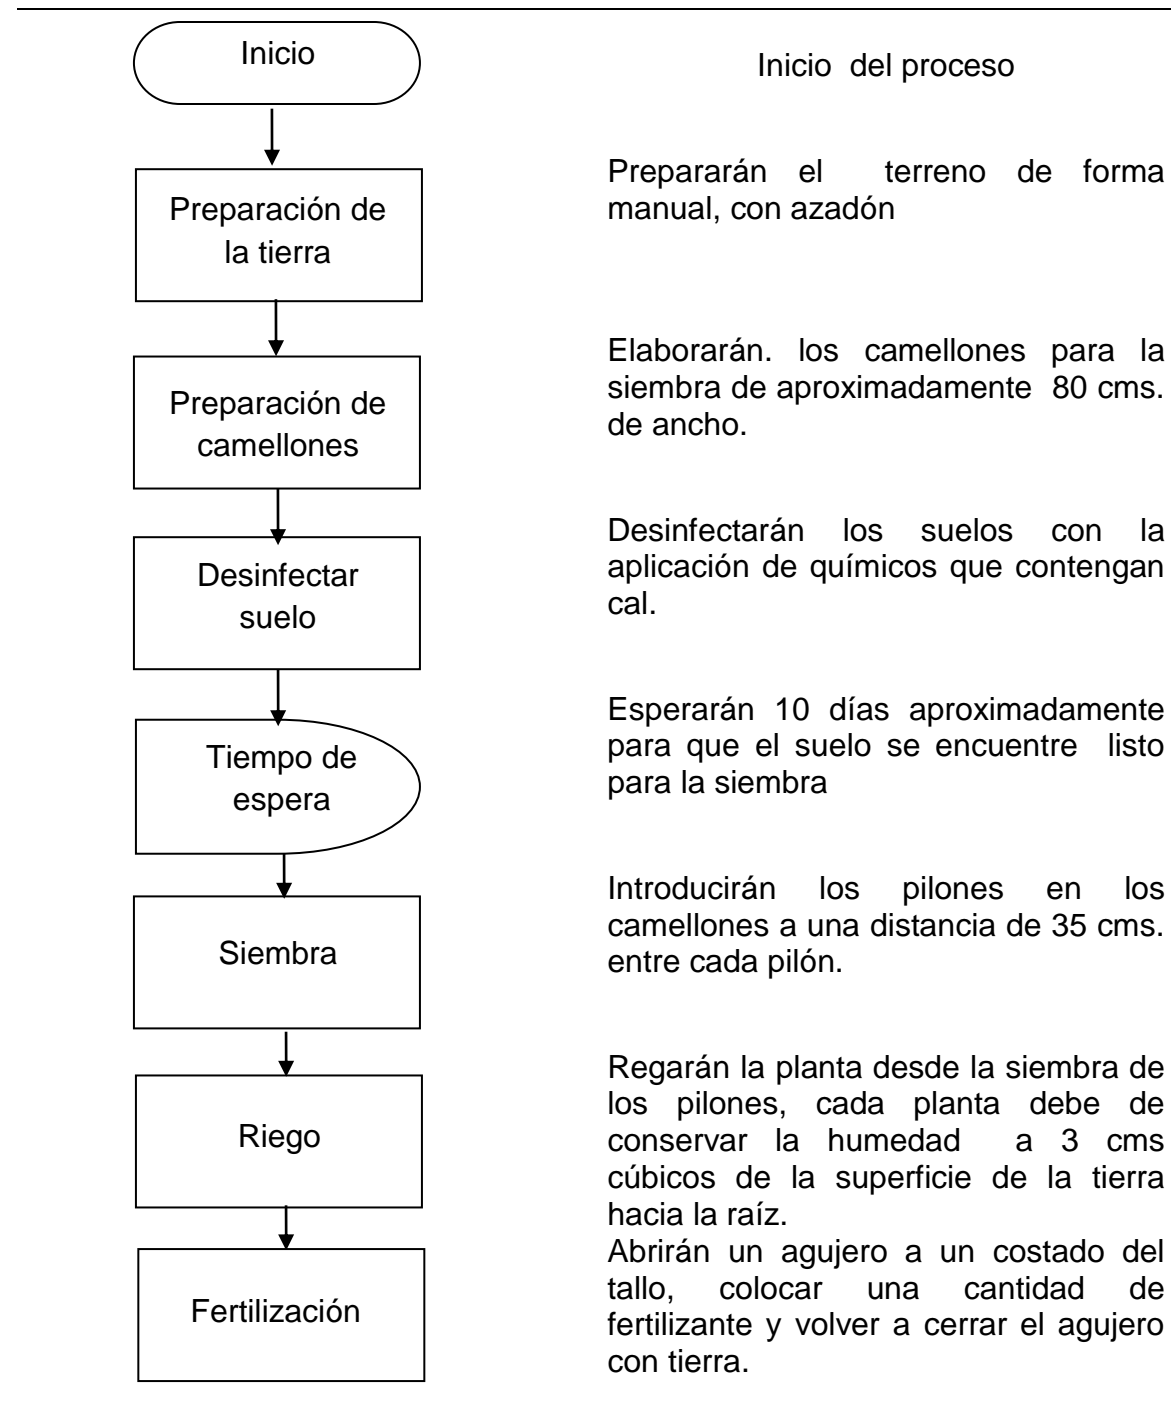 Inicio
Inicio del proceso
Preparación de
la tierra
Prepararán el terreno de forma
manual, con azadón
Preparación de
camellones
Elaborarán. los camellones para la
siembra de aproximadamente 80 cms.
de ancho.
Desinfectar
suelo
Desinfectarán los suelos con la
aplicación de químicos que contengan
cal.
Tiempo de
espera
Esperarán 10 días aproximadamente
para que el suelo se encuentre listo
para la siembra
Siembra
Introducirán los pilones en los
camellones a una distancia de 35 cms.
entre cada pilón.
Riego
Regarán la planta desde la siembra de
los pilones, cada planta debe de
conservar la humedad a 3 cms
cúbicos de la superficie de la tierra
hacia la raíz.
Fertilización
Abrirán un agujero a un costado del
tallo, colocar una cantidad de
fertilizante y volver a cerrar el agujero
con tierra.